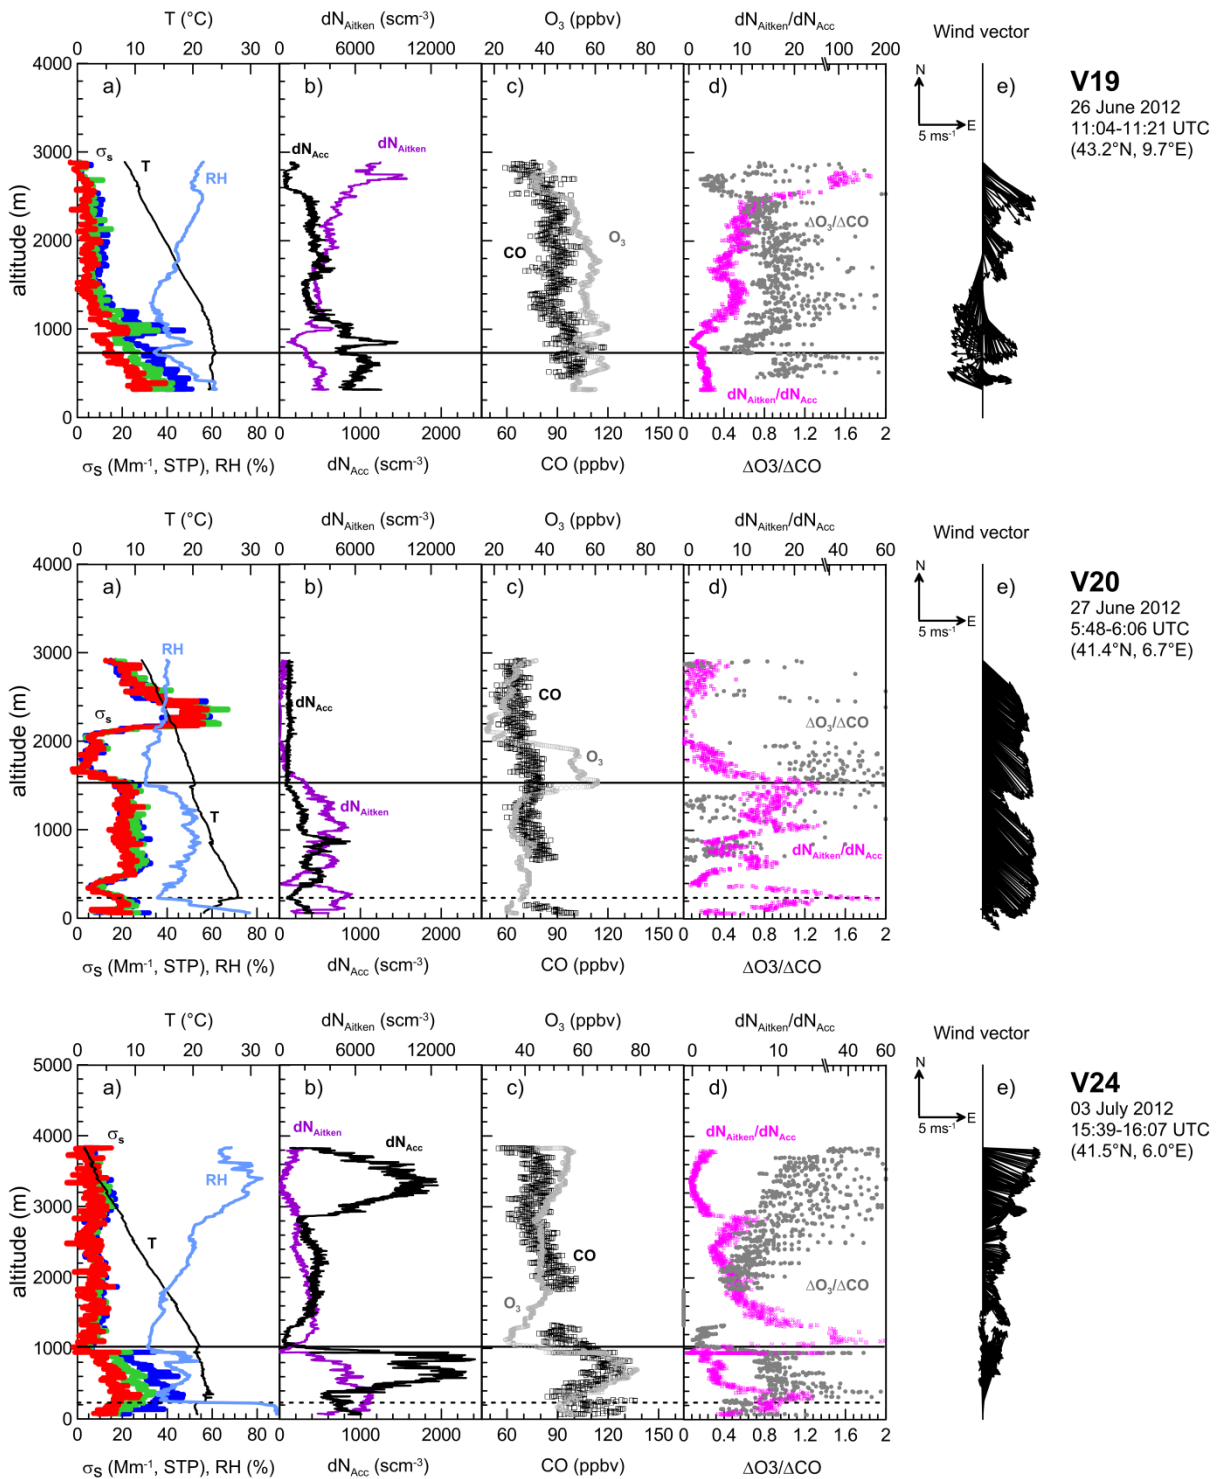 T (°C)
dN_Aitken (scm⁻³)
O₃ (ppbv)
dN_Aitken/dN_Acc
Wind vector
0 10 20 30
0 6000 12000
20 40 60 80 100
0 10 20 100 200
4000
3000
2000
1000
0
altitude (m)
a)
σₛ
T
RH
b)
dN_Acc
dN_Aitken
c)
CO
O₃
d)
ΔO₃/ΔCO
dN_Aitken/dN_Acc
e)
N
E
5 ms⁻¹
V19
26 June 2012
11:04-11:21 UTC
(43.2°N, 9.7°E)
0 20 40 60 80
0 1000 2000
60 90 120 150
0 0.4 0.8 1.2 1.6 2
σₛ (Mm⁻¹, STP), RH (%)
dN_Acc (scm⁻³)
CO (ppbv)
ΔO3/ΔCO
T (°C)
dN_Aitken (scm⁻³)
O₃ (ppbv)
dN_Aitken/dN_Acc
Wind vector
0 10 20 30
0 6000 12000
20 40 60 80
0 10 20 40 60
4000
3000
2000
1000
0
altitude (m)
a)
RH
σₛ
T
b)
dN_Acc
dN_Aitken
c)
CO
O₃
d)
ΔO₃/ΔCO
dN_Aitken/dN_Acc
e)
N
E
5 ms⁻¹
V20
27 June 2012
5:48-6:06 UTC
(41.4°N, 6.7°E)
0 20 40 60 80
0 1000 2000
60 90 120 150
0 0.4 0.8 1.2 1.6 2
σₛ (Mm⁻¹, STP), RH (%)
dN_Acc (scm⁻³)
CO (ppbv)
ΔO3/ΔCO
T (°C)
dN_Aitken (scm⁻³)
O₃ (ppbv)
dN_Aitken/dN_Acc
Wind vector
0 10 20 30
0 6000 12000
40 60 80 100
0 10 40 60
5000
4000
3000
2000
1000
0
altitude (m)
a)
σₛ
RH
T
b)
dN_Aitken
dN_Acc
c)
CO
O₃
d)
dN_Aitken/dN_Acc
ΔO₃/ΔCO
e)
N
E
5 ms⁻¹
V24
03 July 2012
15:39-16:07 UTC
(41.5°N, 6.0°E)
0 20 40 60 80
0 1000 2000
60 90 120 150
0 0.4 0.8 1.2 1.6 2
σₛ (Mm⁻¹, STP), RH (%)
dN_Acc (scm⁻³)
CO (ppbv)
ΔO3/ΔCO